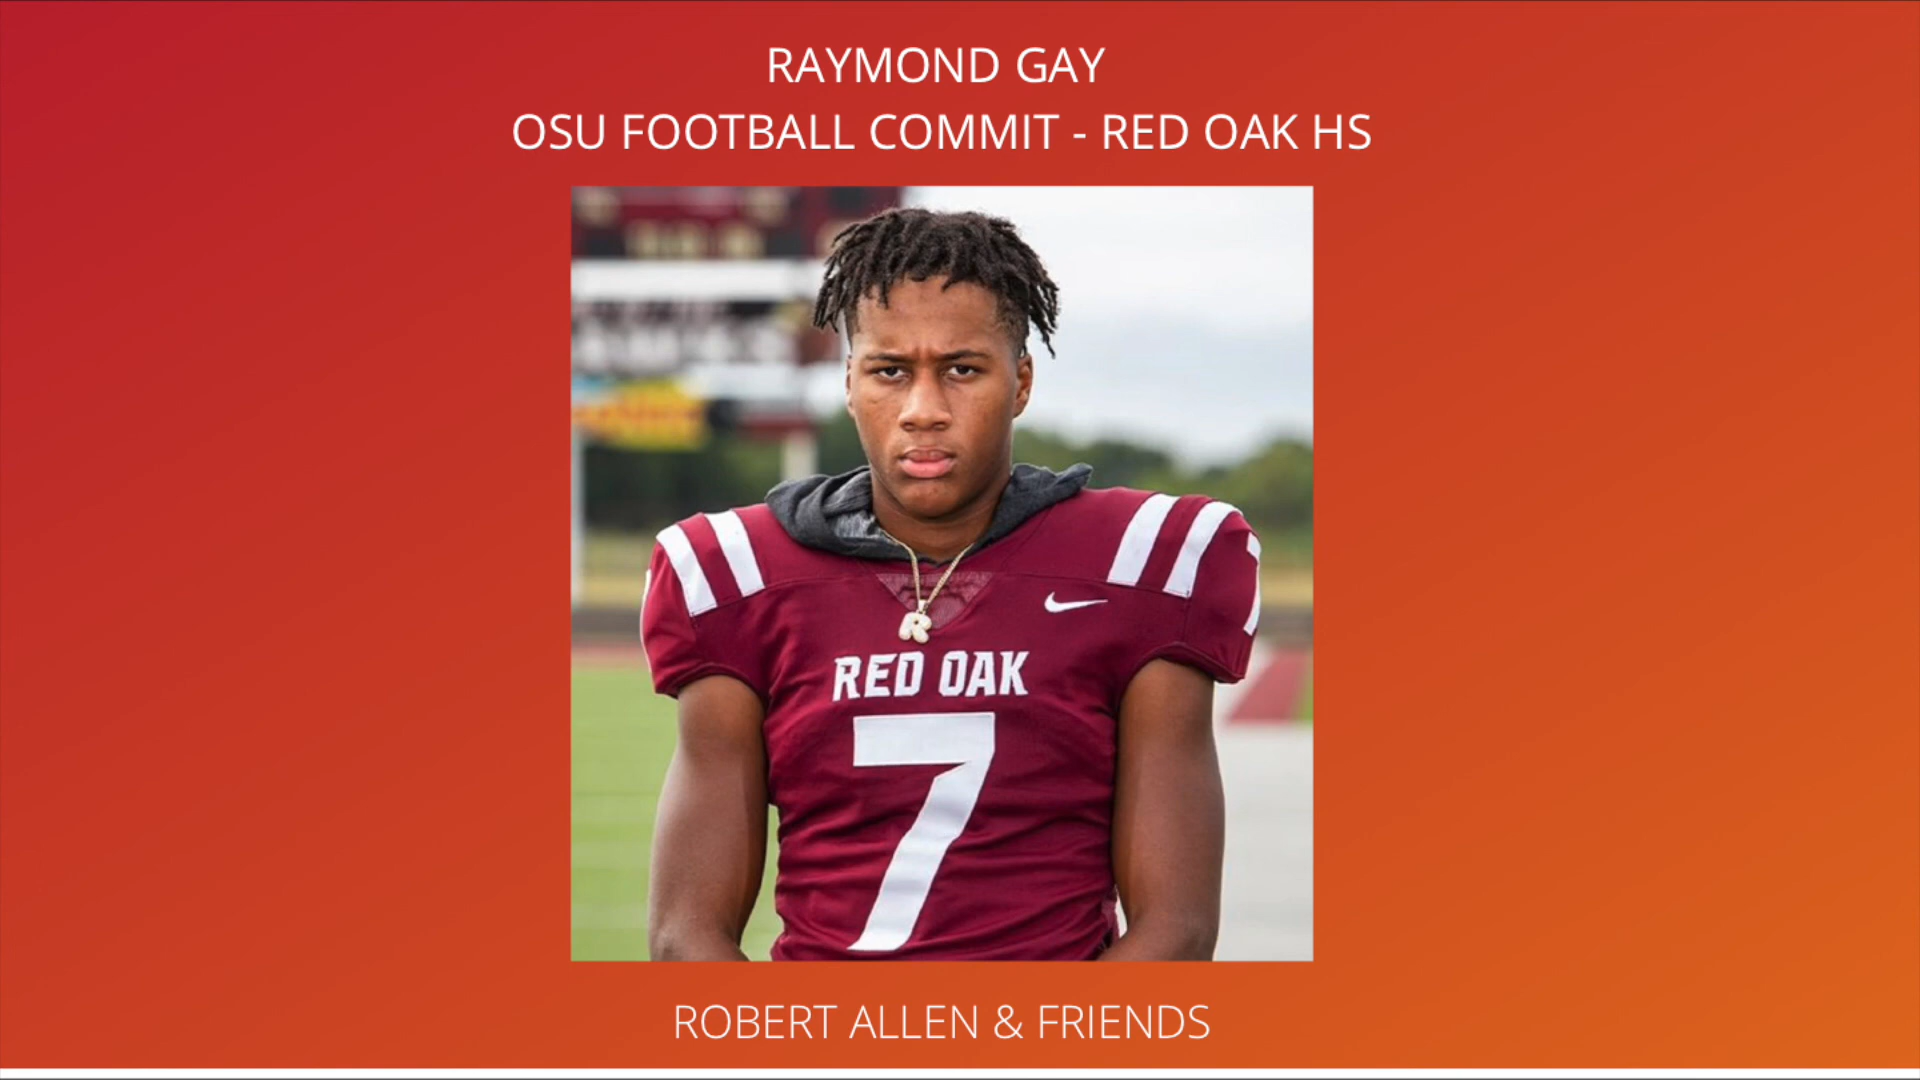 RAYMOND GAY
OSU FOOTBALL COMMIT - RED OAK HS
R
RED OAK
7
ROBERT ALLEN & FRIENDS